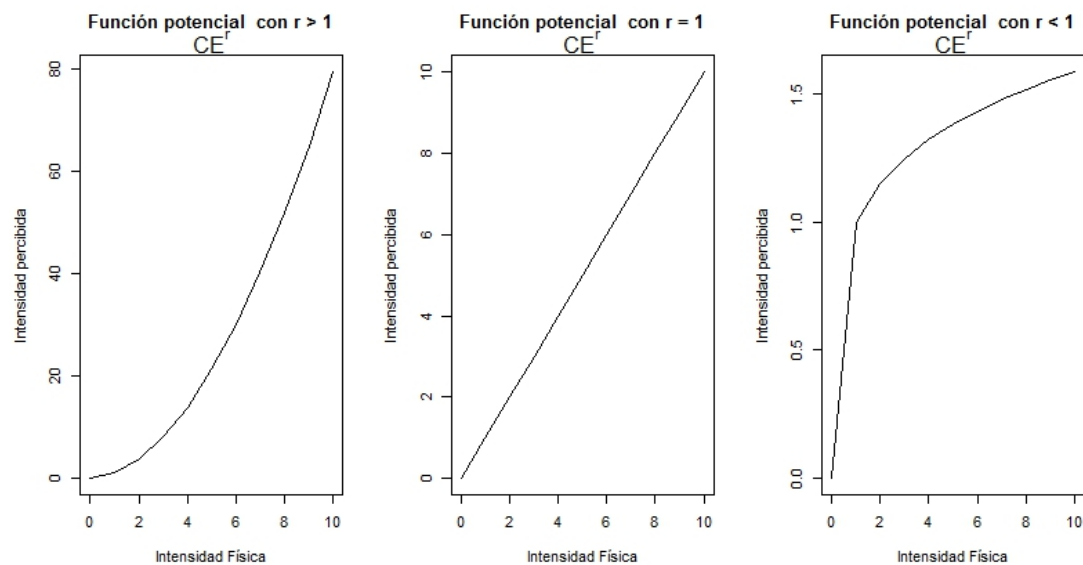 Función potencial con r > 1
CE^r
Intensidad percibida
80
60
40
20
0
0 2 4 6 8 10
Intensidad Física
Función potencial con r = 1
CE^r
Intensidad percibida
10
8
6
4
2
0
0 2 4 6 8 10
Intensidad Física
Función potencial con r < 1
CE^r
Intensidad percibida
1.5
1.0
0.5
0.0
0 2 4 6 8 10
Intensidad Física